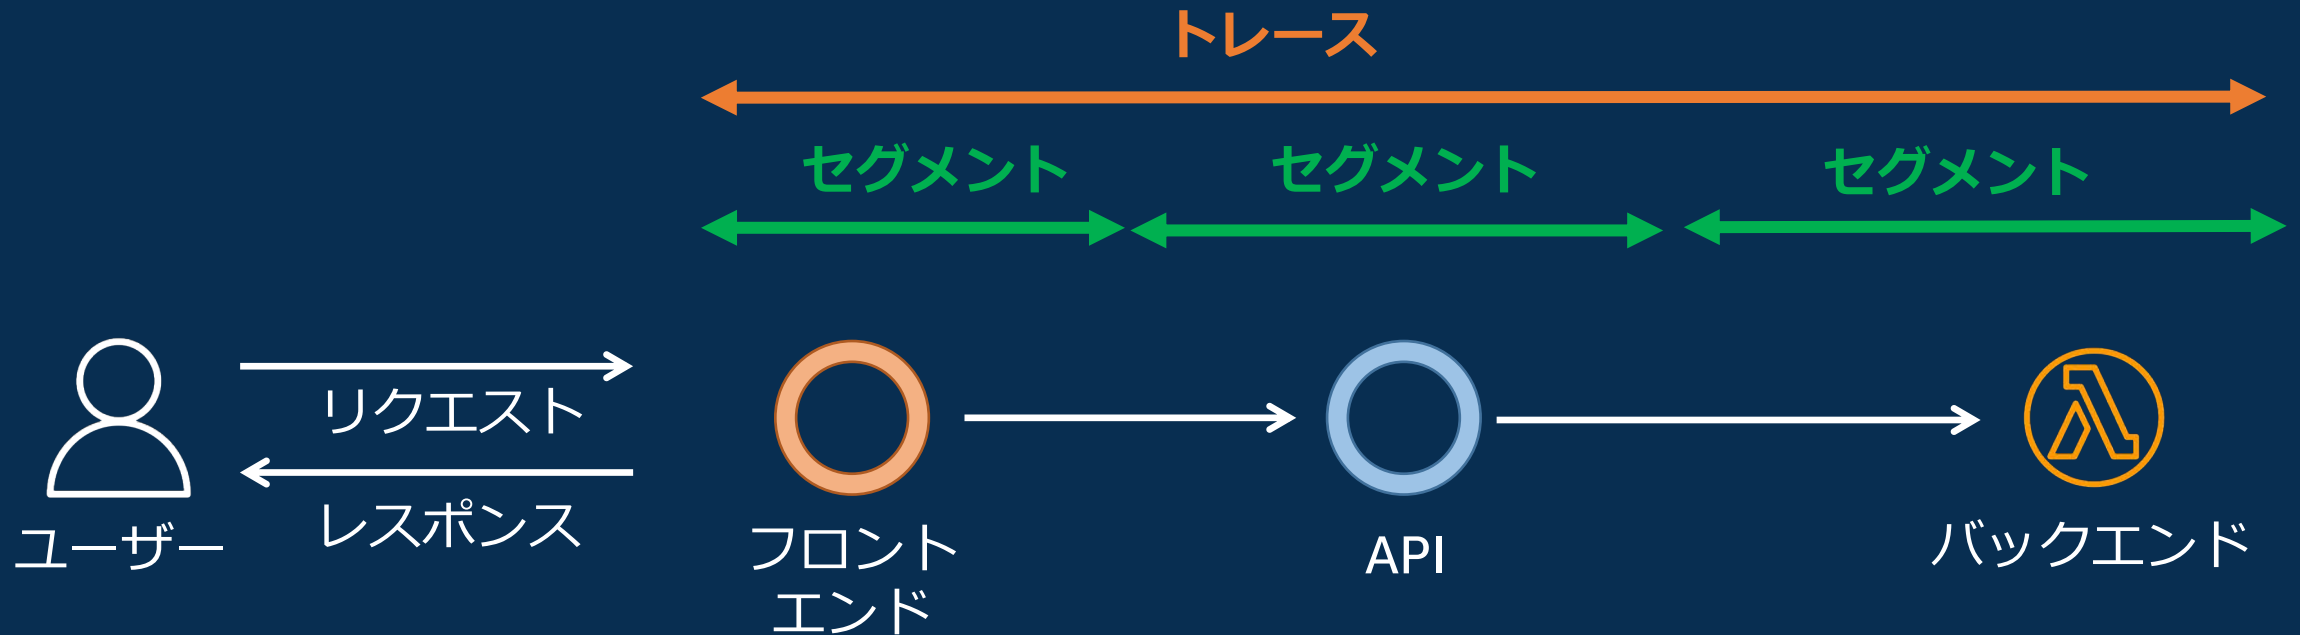 トレース
セグメント
セグメント
セグメント
リクエスト
レスポンス
ユーザー
フロント
エンド
API
バックエンド